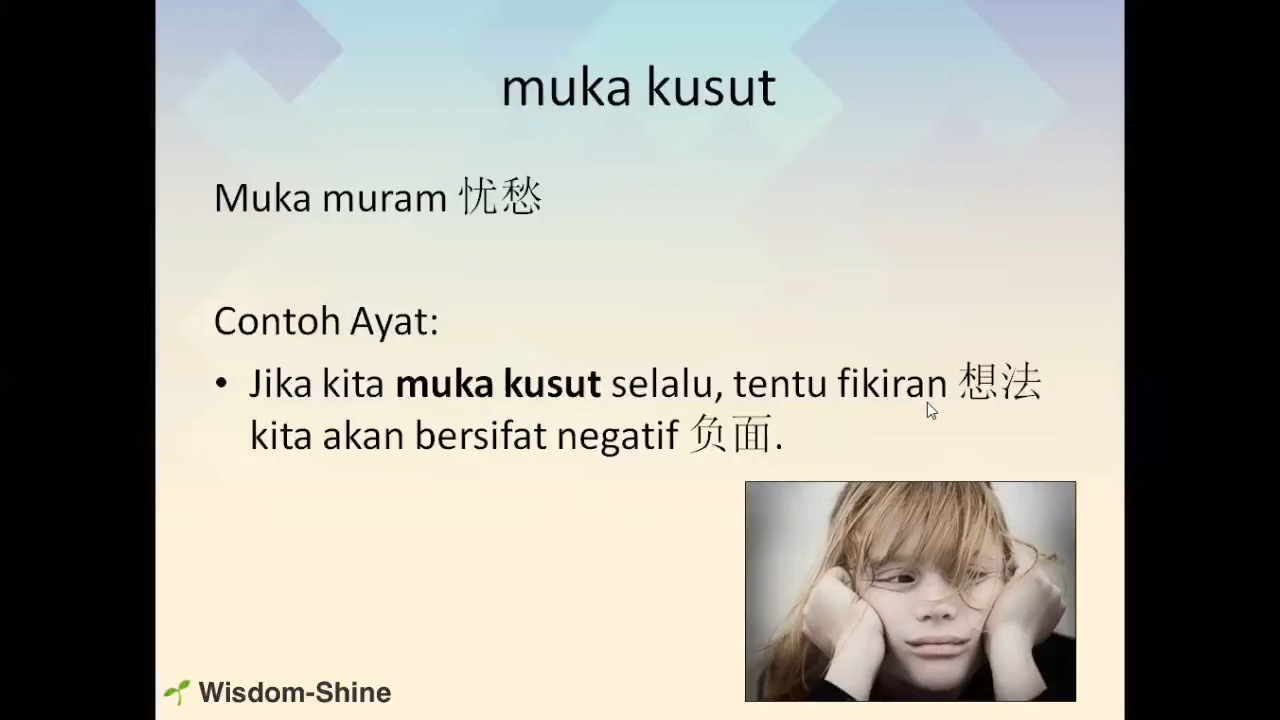 muka kusut
Muka muram 忧愁
Contoh Ayat:
• Jika kita muka kusut selalu, tentu fikiran 想法
kita akan bersifat negatif 负面.
Wisdom-Shine